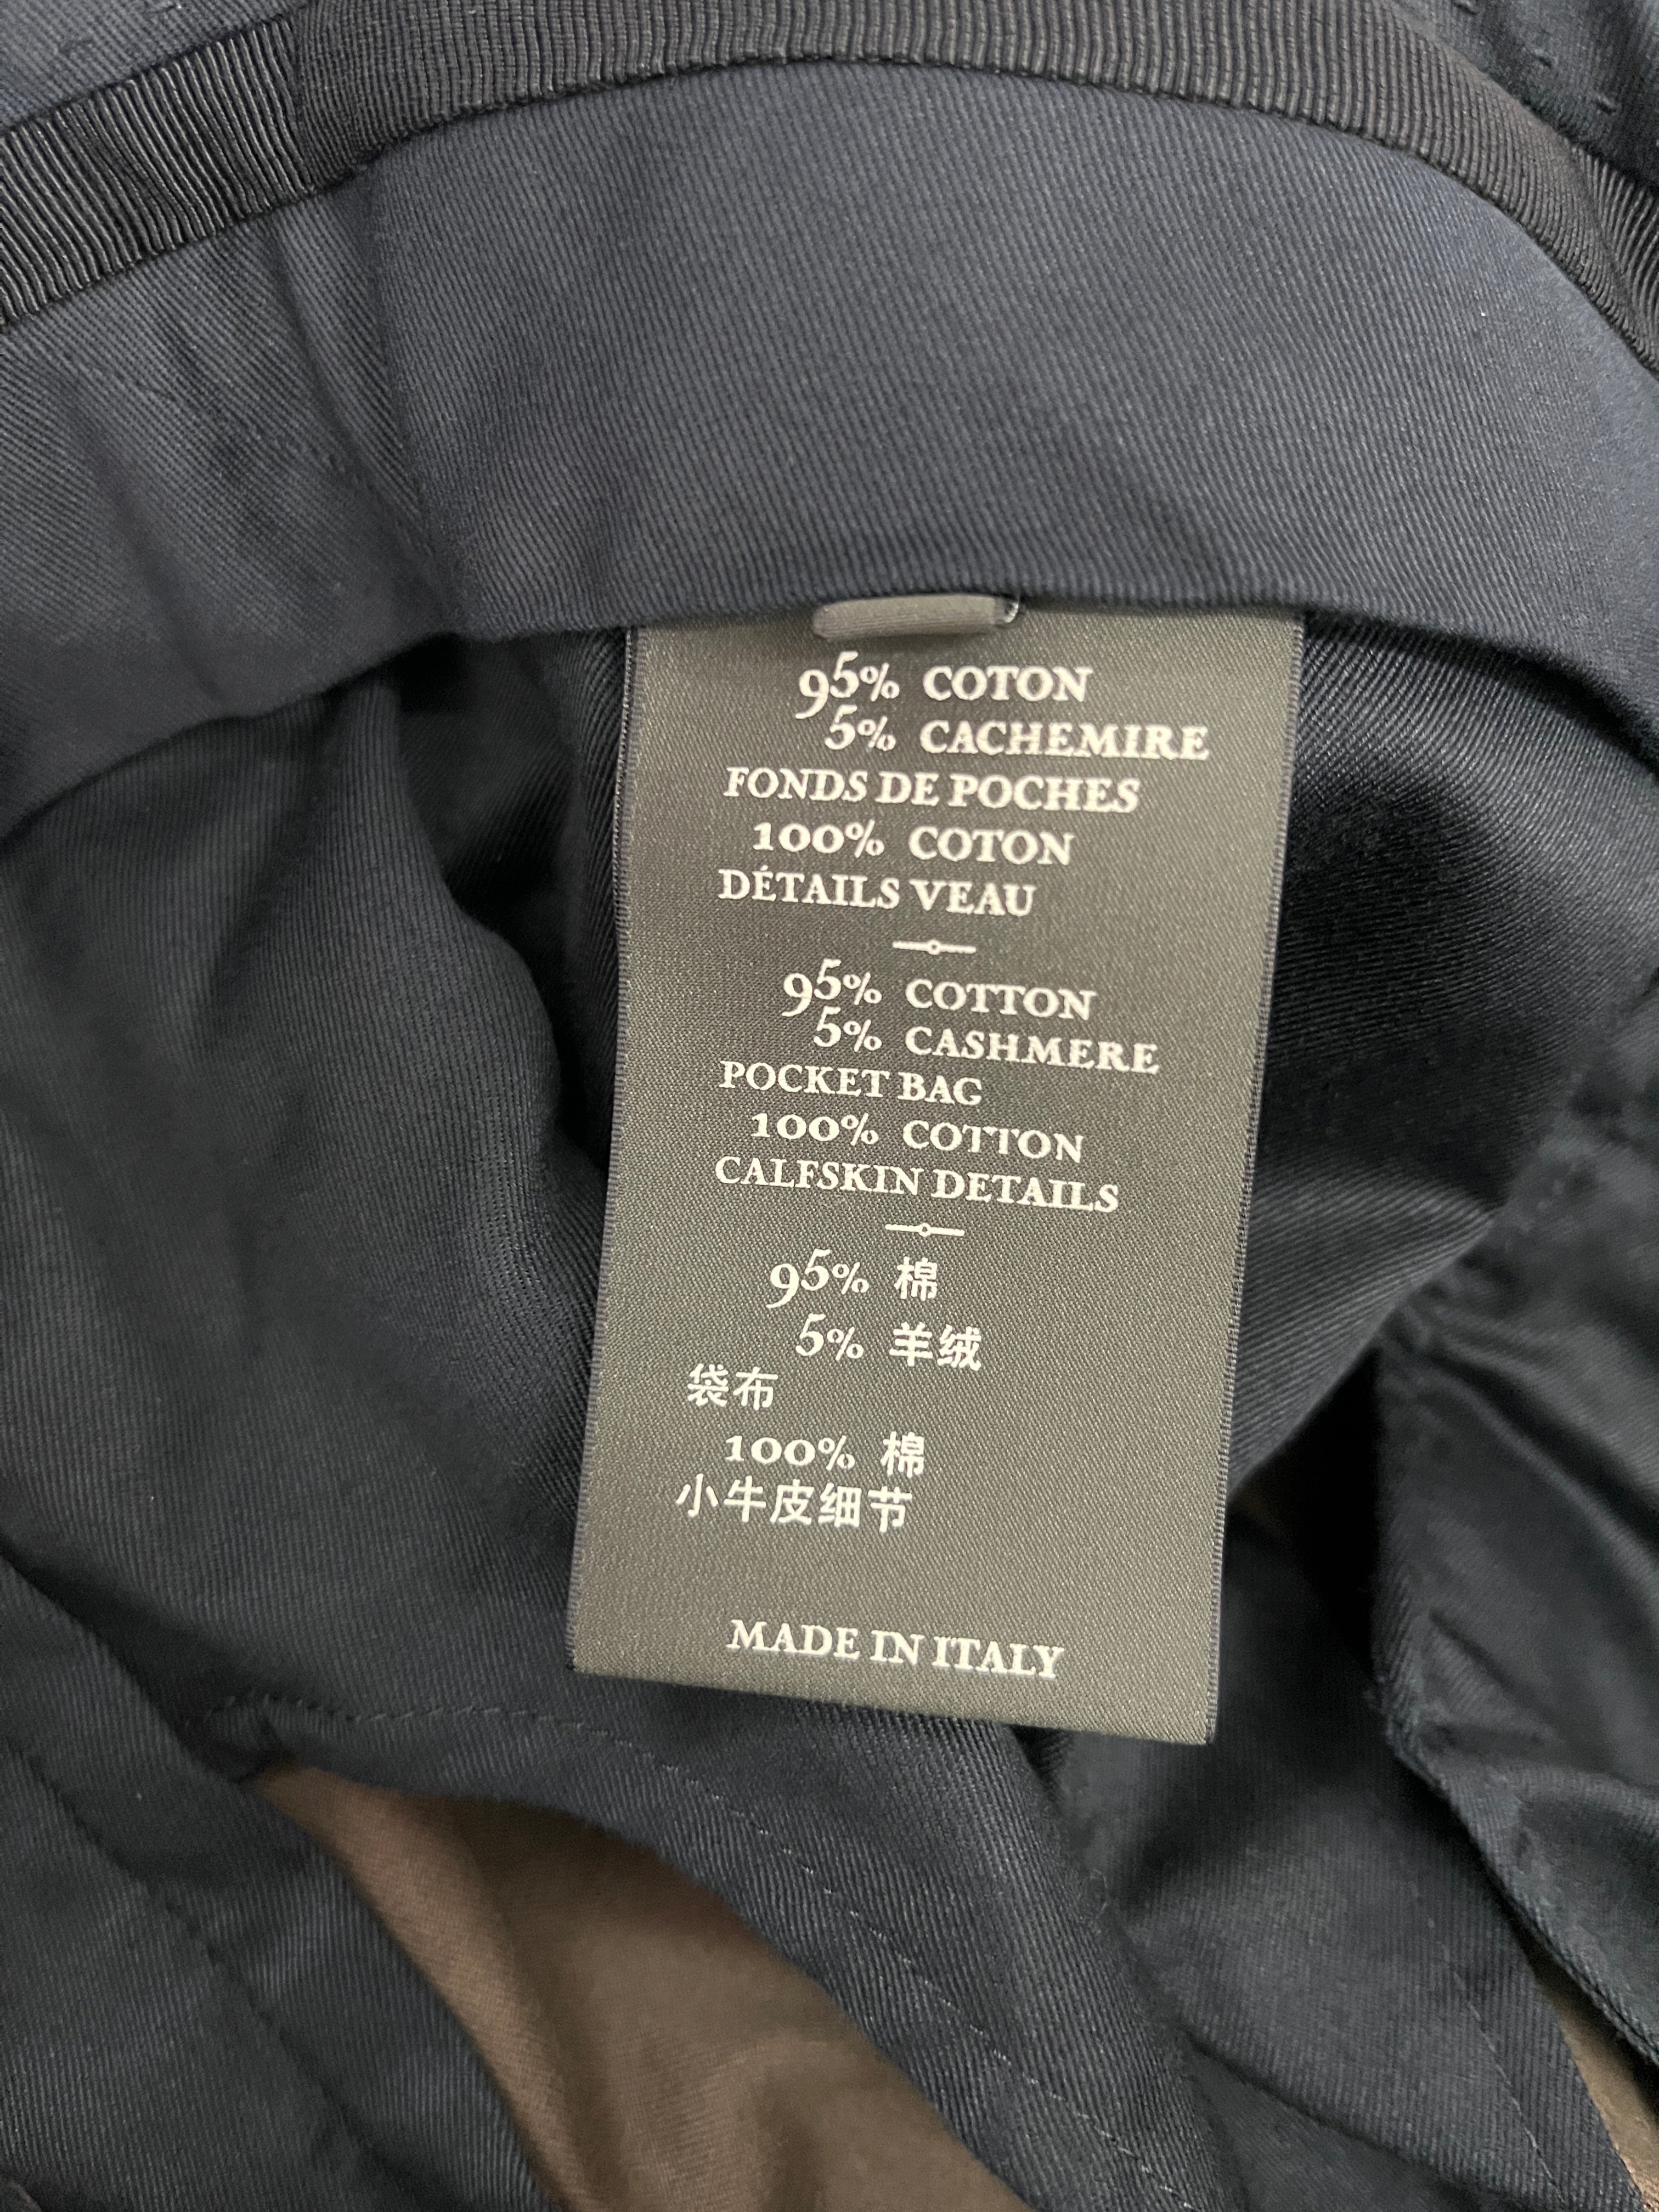 95% COTON
5% CACHEMIRE
FONDS DE POCHES
100% COTON
DÉTAILS VEAU
95% COTTON
5% CASHMERE
POCKET BAG
100% COTTON
CALFSKIN DETAILS
95% 棉
5% 羊绒
袋布
100% 棉
小牛皮细节
MADE IN ITALY